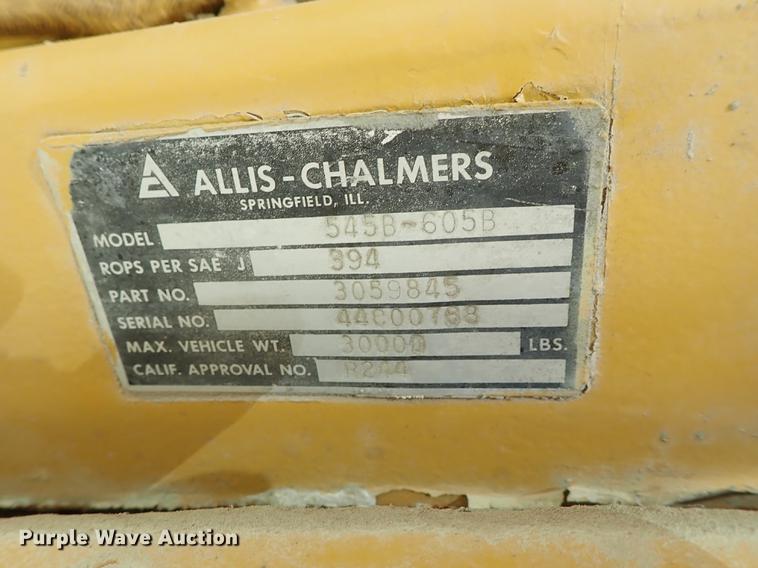 ALLIS-CHALMERS
SPRINGFIELD, ILL.
MODEL 545B-605B
ROPS PER SAE J 394
PART NO. 3059845
SERIAL NO.
MAX. VEHICLE WT. 30000 LBS.
CALIF. APPROVAL NO. R244
Purple Wave Auction